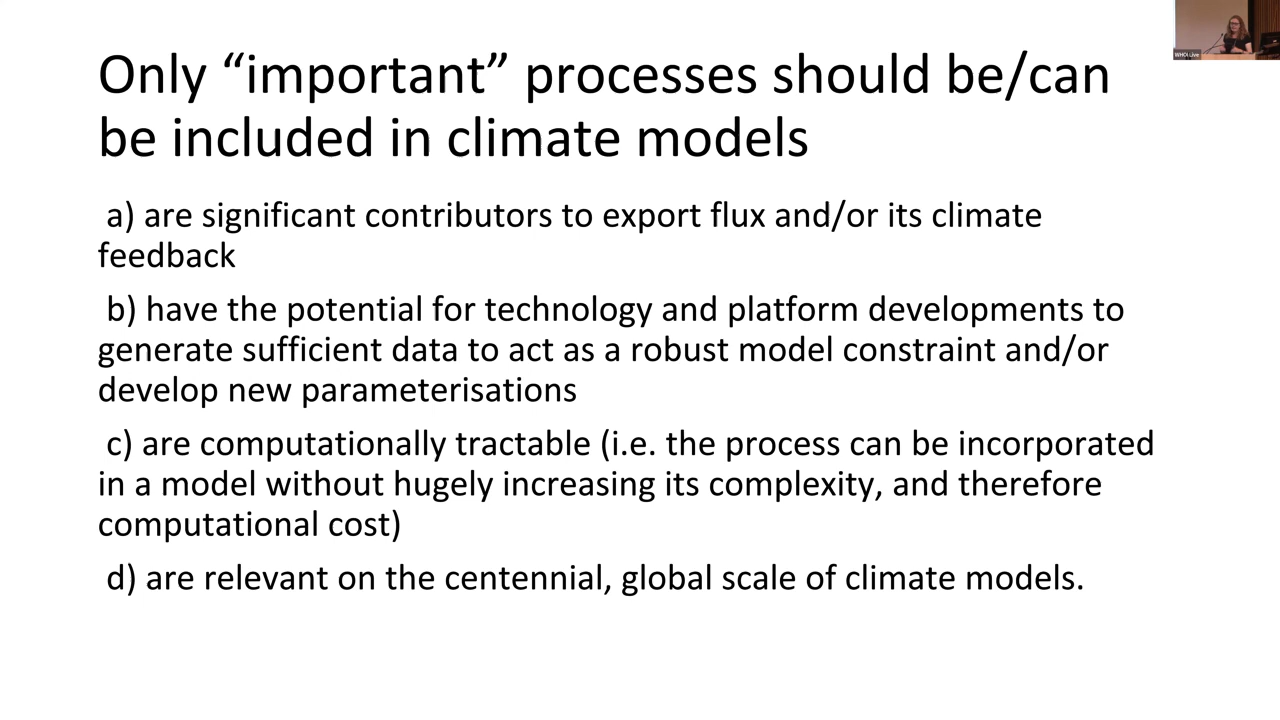 Only “important” processes should be/can
be included in climate models
a) are significant contributors to export flux and/or its climate
feedback
b) have the potential for technology and platform developments to
generate sufficient data to act as a robust model constraint and/or
develop new parameterisations
c) are computationally tractable (i.e. the process can be incorporated
in a model without hugely increasing its complexity, and therefore
computational cost)
d) are relevant on the centennial, global scale of climate models.
WHOI Live